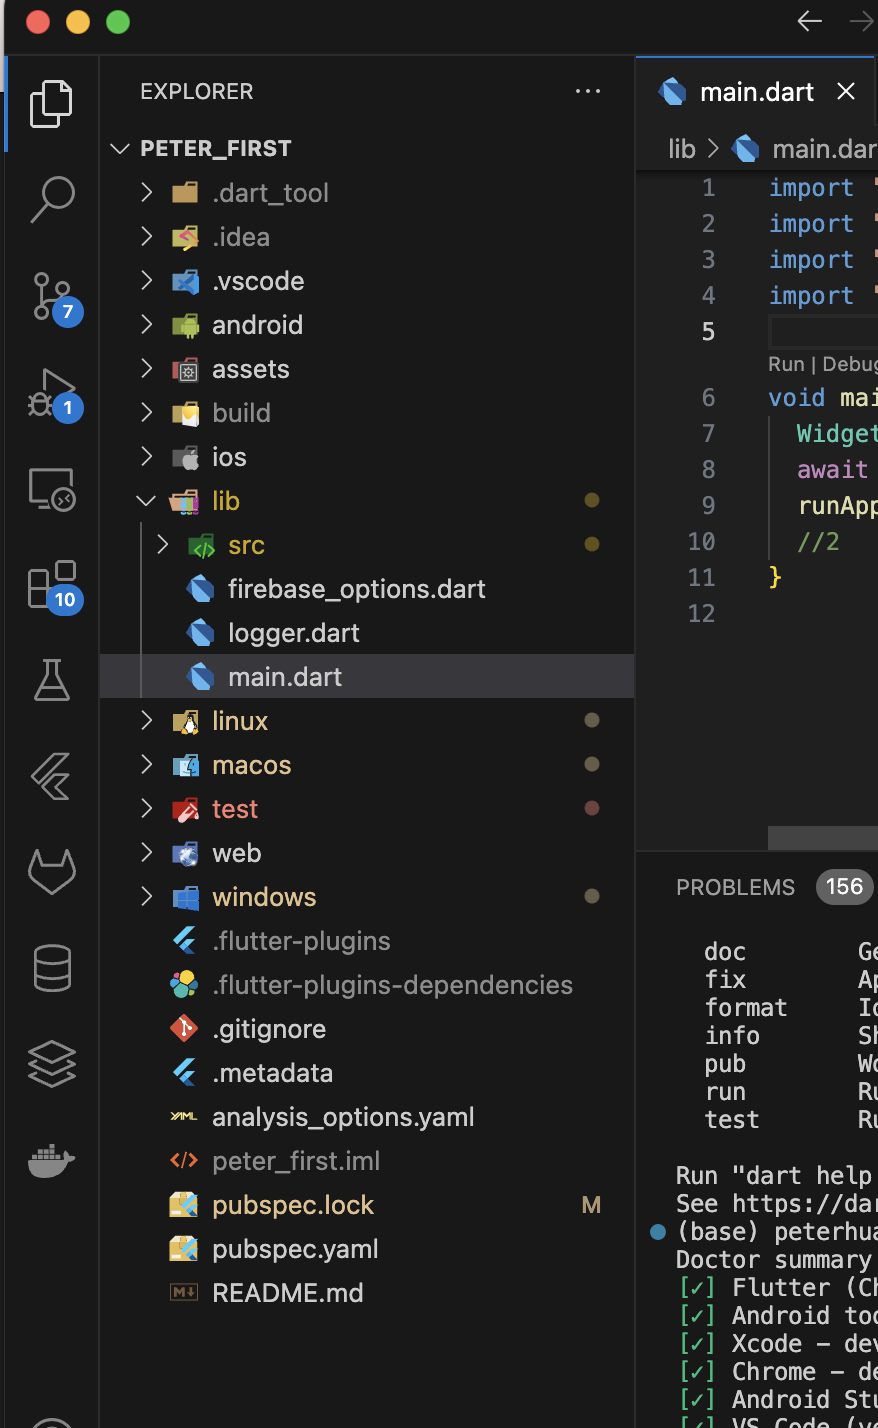 EXPLORER
PETER_FIRST
.dart_tool
.idea
.vscode
android
assets
build
ios
lib
src
firebase_options.dart
logger.dart
main.dart
linux
macos
test
web
windows
.flutter-plugins
.flutter-plugins-dependencies
.gitignore
.metadata
analysis_options.yaml
peter_first.iml
pubspec.lock M
pubspec.yaml
README.md
7
1
10
main.dart
lib > main.dar
1 import '
2 import '
3 import '
4 import '
5
Run | Debug
6 void mai
7 Widget
8 await
9 runApp
10 //2
11 }
12
PROBLEMS 156
doc Ge
fix Ap
format Id
info Sh
pub Wo
run Ru
test Ru
Run "dart help
See https://dar
(base) peterhua
Doctor summary
[✓] Flutter (Ch
[✓] Android too
[✓] Xcode - dev
[✓] Chrome - de
[✓] Android Stu
[✓] VS Code (v